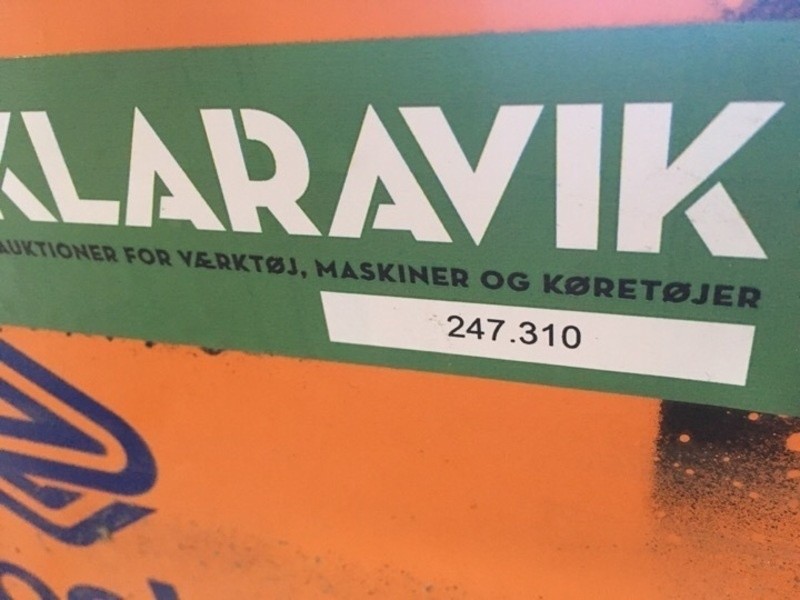 KLARAVIK
AUKTIONER FOR VÆRKTØJ, MASKINER OG KØRETØJER
247.310